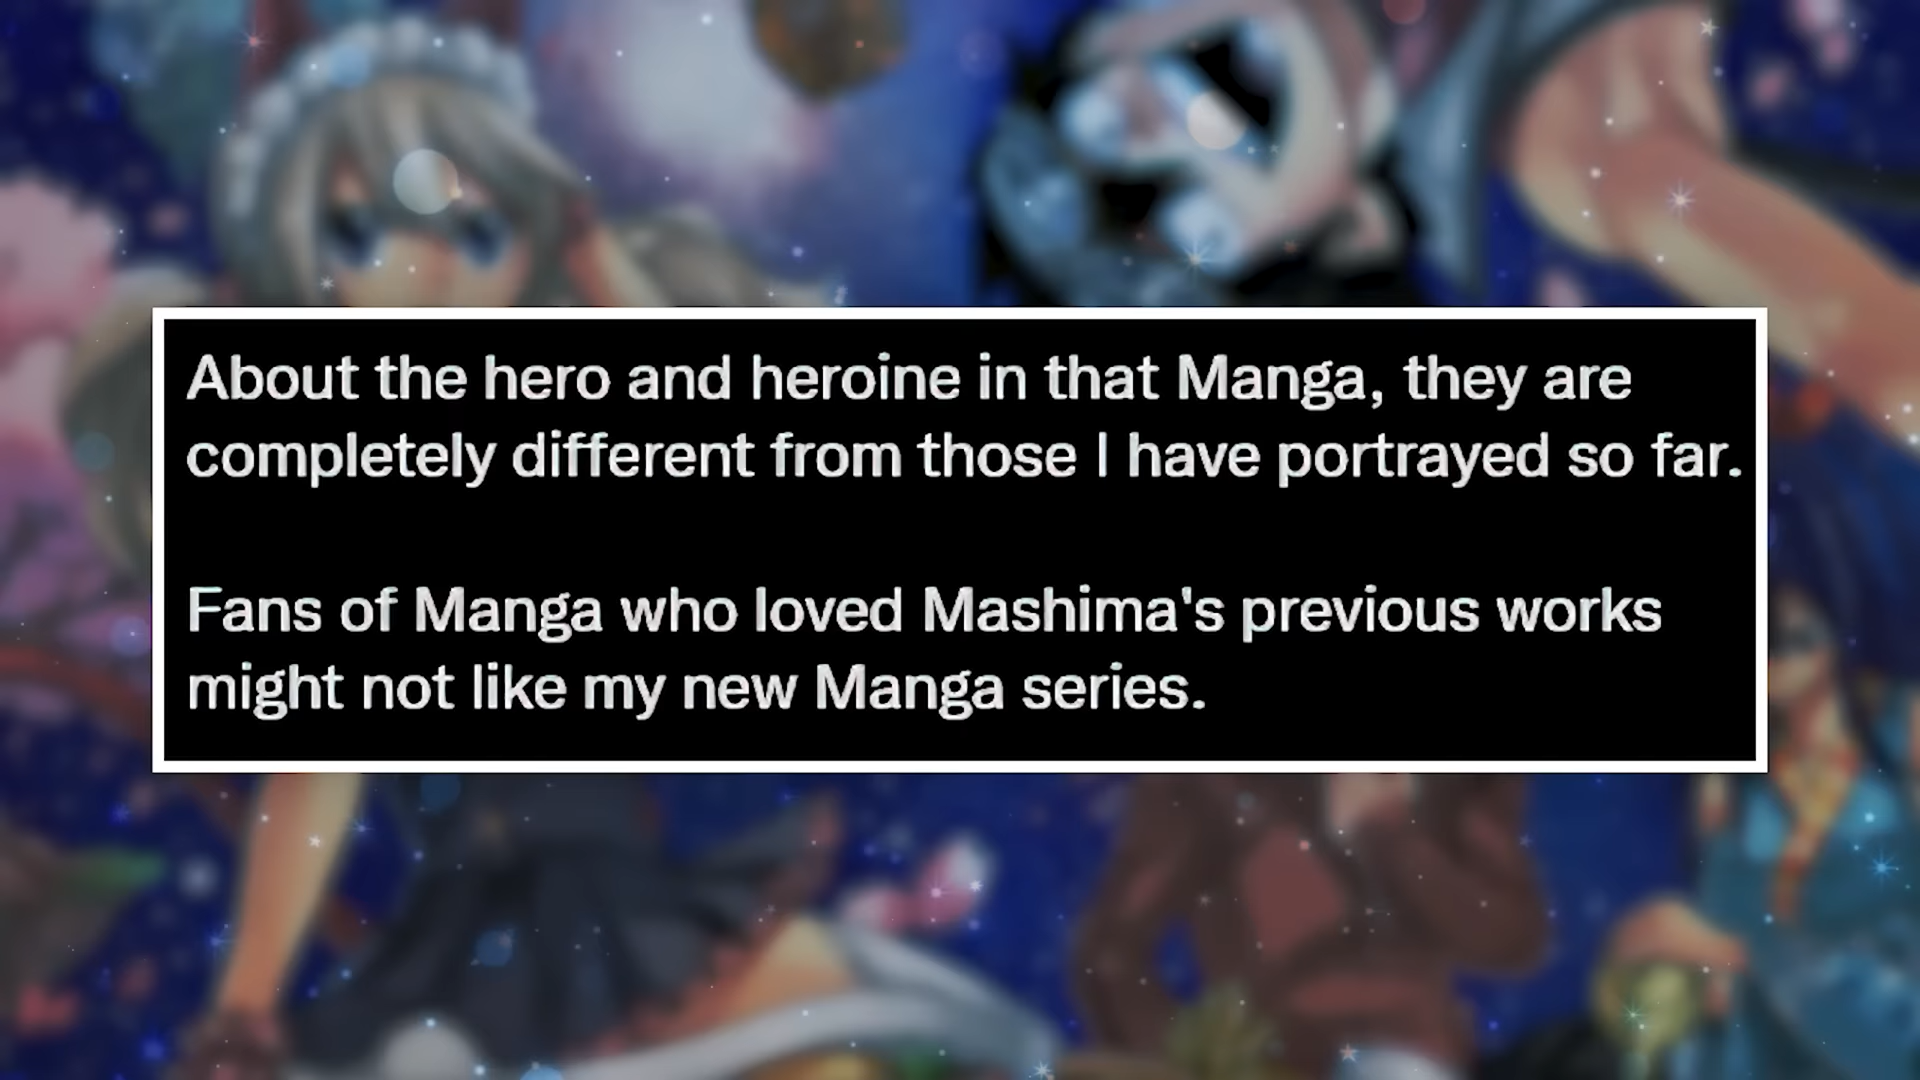 About the hero and heroine in that Manga, they are
completely different from those I have portrayed so far.
Fans of Manga who loved Mashima's previous works
might not like my new Manga series.